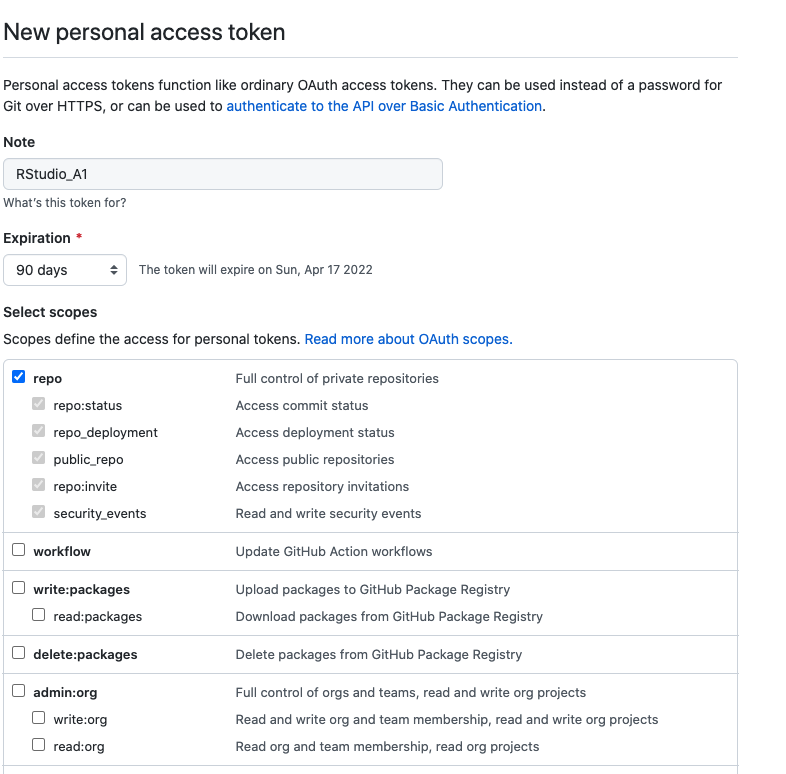 New personal access token
Personal access tokens function like ordinary OAuth access tokens. They can be used instead of a password for
Git over HTTPS, or can be used to authenticate to the API over Basic Authentication.
Note
RStudio_A1
What's this token for?
Expiration *
90 days The token will expire on Sun, Apr 17 2022
Select scopes
Scopes define the access for personal tokens. Read more about OAuth scopes.
repo Full control of private repositories
repo:status Access commit status
repo_deployment Access deployment status
public_repo Access public repositories
repo:invite Access repository invitations
security_events Read and write security events
workflow Update GitHub Action workflows
write:packages Upload packages to GitHub Package Registry
read:packages Download packages from GitHub Package Registry
delete:packages Delete packages from GitHub Package Registry
admin:org Full control of orgs and teams, read and write org projects
write:org Read and write org and team membership, read and write org projects
read:org Read org and team membership, read org projects